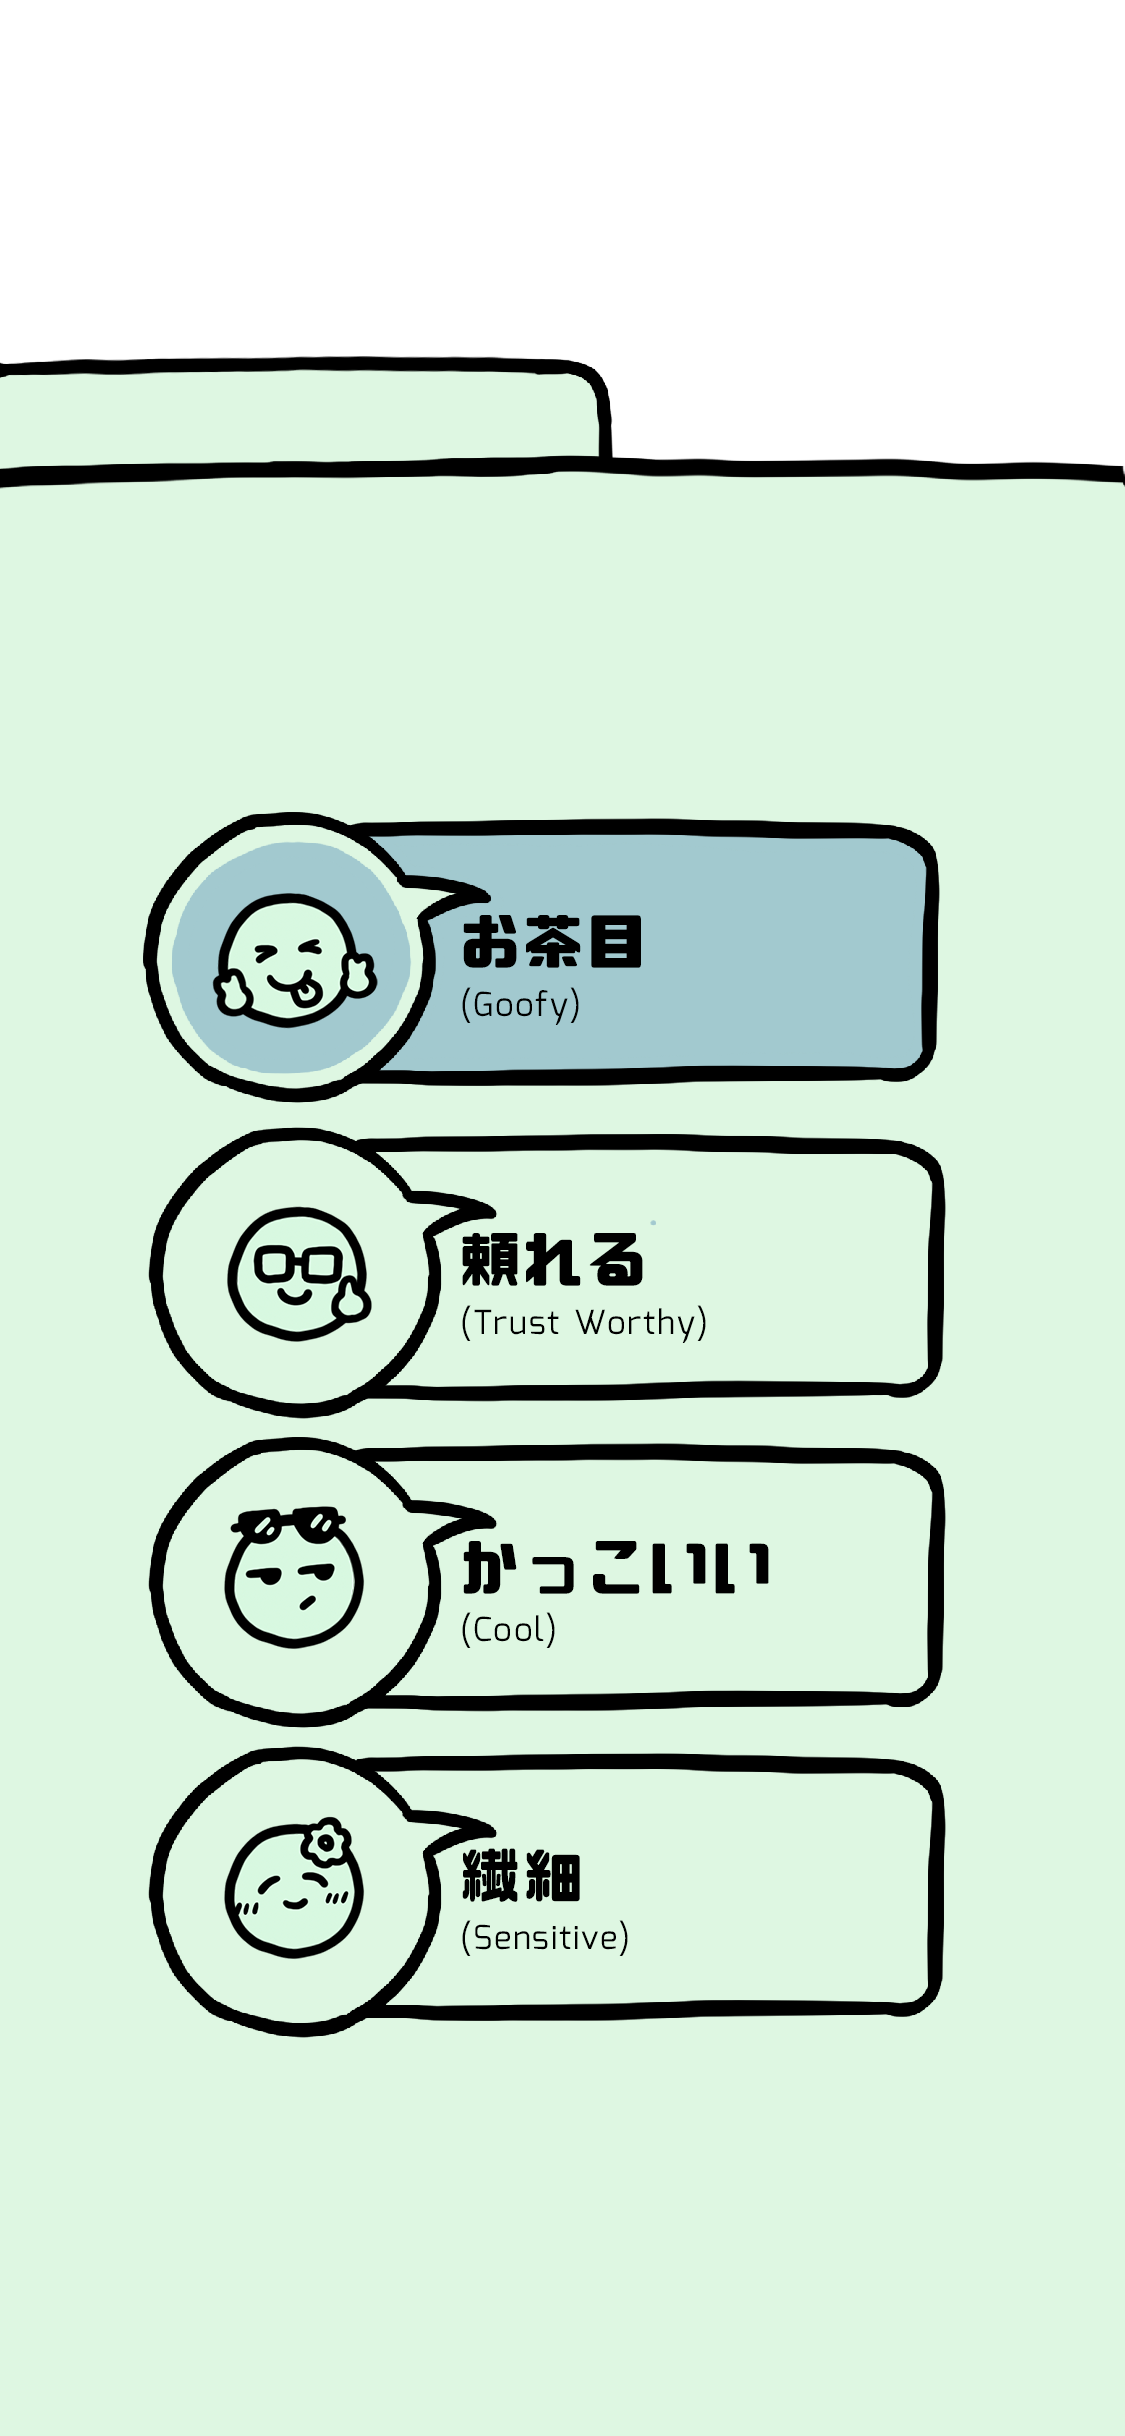 お茶目
(Goofy)
頼れる
(Trust Worthy)
かっこいい
(Cool)
繊細
(Sensitive)